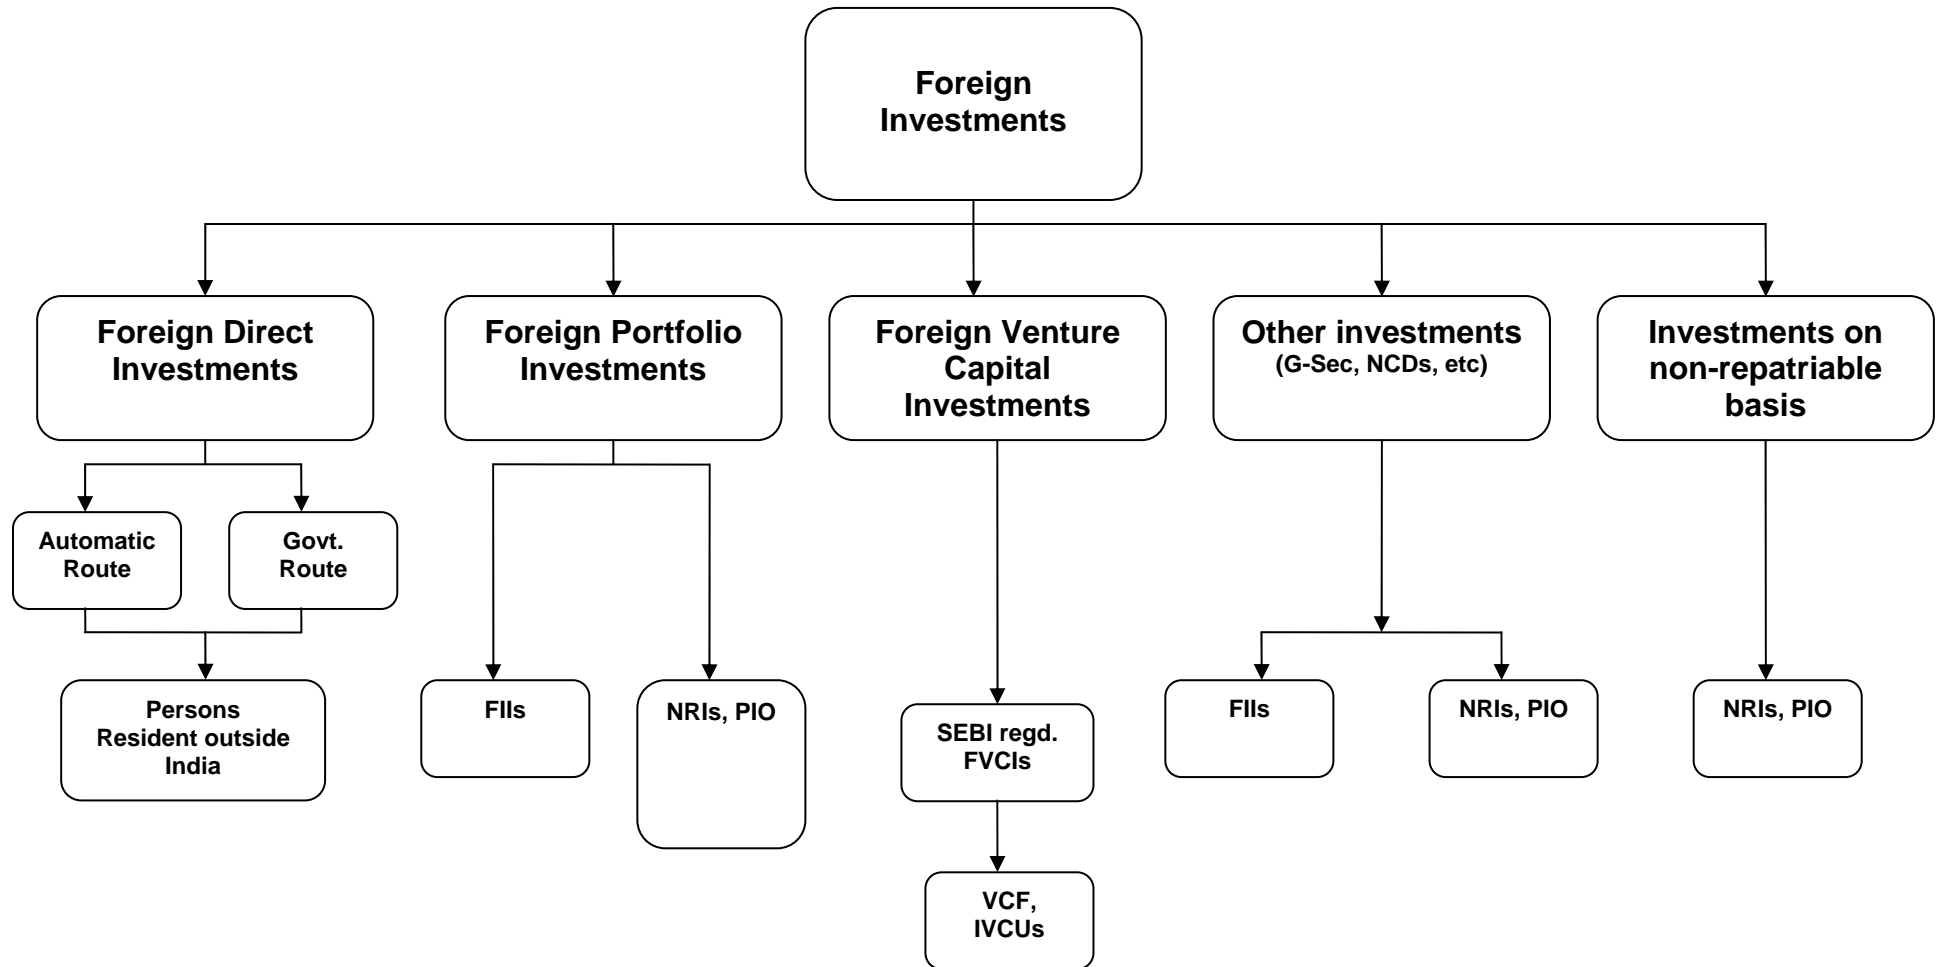 Foreign
Investments
Foreign Direct
Investments
Foreign Portfolio
Investments
Foreign Venture
Capital
Investments
Other investments
(G-Sec, NCDs, etc)
Investments on
non-repatriable
basis
Automatic
Route
Govt.
Route
Persons
Resident outside
India
FIIs
NRIs, PIO
SEBI regd.
FVCIs
FIIs
NRIs, PIO
NRIs, PIO
VCF,
IVCUs